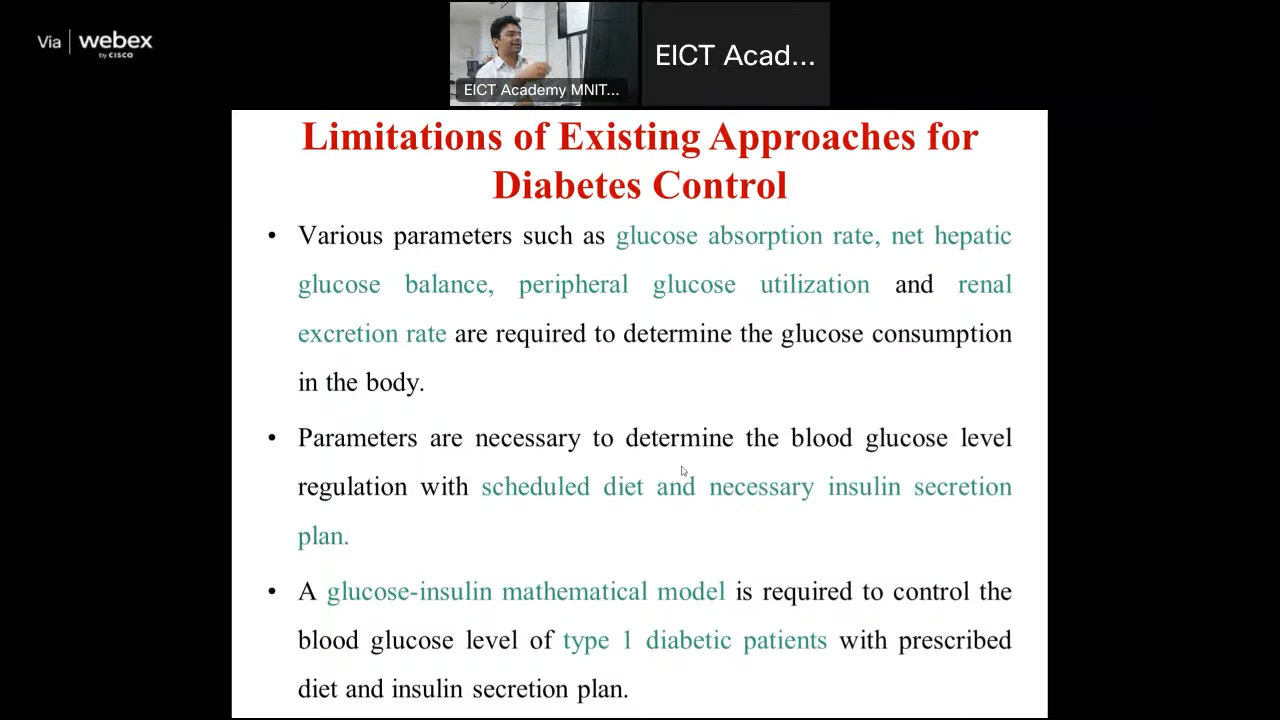 Via | webex
by CISCO
EICT Academy MNIT...
EICT Acad...
Limitations of Existing Approaches for
Diabetes Control
• Various parameters such as glucose absorption rate, net hepatic
glucose balance, peripheral glucose utilization and renal
excretion rate are required to determine the glucose consumption
in the body.
• Parameters are necessary to determine the blood glucose level
regulation with scheduled diet and necessary insulin secretion
plan.
• A glucose-insulin mathematical model is required to control the
blood glucose level of type 1 diabetic patients with prescribed
diet and insulin secretion plan.